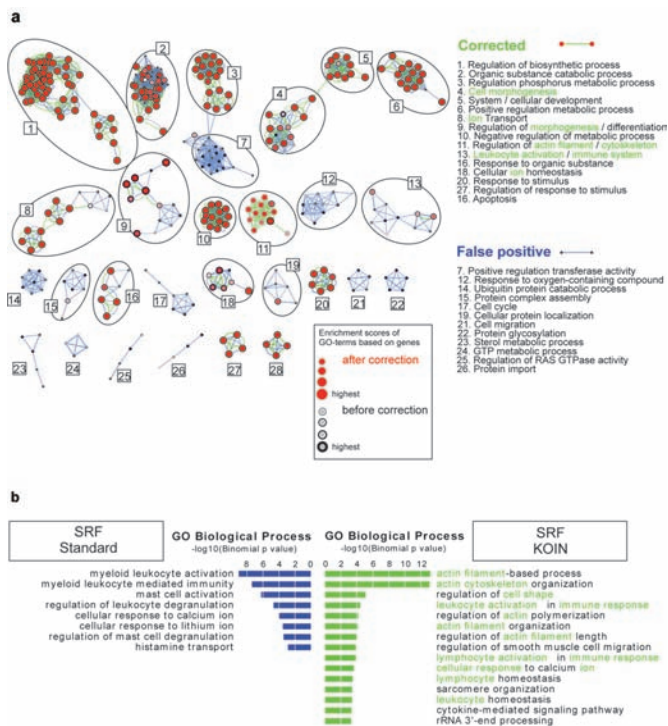 a
Corrected
1. Regulation of biosynthetic process
2. Organic substance catabolic process
3. Regulation phosphorus metabolic process
4. Cell morphogenesis
5. System / cellular development
6. Positive regulation metabolic process
8. Ion Transport
9. Regulation of morphogenesis / differentiation
10. Negative regulation of metabolic process
11. Regulation of actin filament / cytoskeleton
13. Leukocyte activation / immune system
16. Response to organic substance
18. Cellular ion homeostasis
20. Response to stimulus
27. Regulation of response to stimulus
16. Apoptosis
False positive
7. Positive regulation transferase activity
12. Response to oxygen-containing compound
14. Ubiquitin protein catabolic process
15. Protein complex assembly
17. Cell cycle
19. Cellular protein localization
21. Cell migration
22. Protein glycosylation
23. Sterol metabolic process
24. GTP metabolic process
25. Regulation of RAS GTPase activity
26. Protein import
1
2
3
4
5
6
7
8
9
10
11
12
13
14
15
16
17
18
19
20
21
22
23
24
25
26
27
28
Enrichment scores of
GO-terms based on genes
after correction
highest
before correction
highest
b
SRF
Standard
GO Biological Process
-log10(Binomial p value)
8 6 4 2 0
myeloid leukocyte activation
myeloid leukocyte mediated immunity
mast cell activation
regulation of leukocyte degranulation
cellular response to calcium ion
cellular response to lithium ion
regulation of mast cell degranulation
histamine transport
GO Biological Process
-log10(Binomial p value)
0 2 4 6 8 10 12
SRF
KOIN
actin filament-based process
actin cytoskeleton organization
regulation of cell shape
leukocyte activation in immune response
regulation of actin polymerization
actin filament organization
regulation of actin filament length
regulation of smooth muscle cell migration
lymphocyte activation in immune response
cellular response to calcium ion
lymphocyte homeostasis
sarcomere organization
leukocyte homeostasis
cytokine-mediated signaling pathway
rRNA 3'-end processing